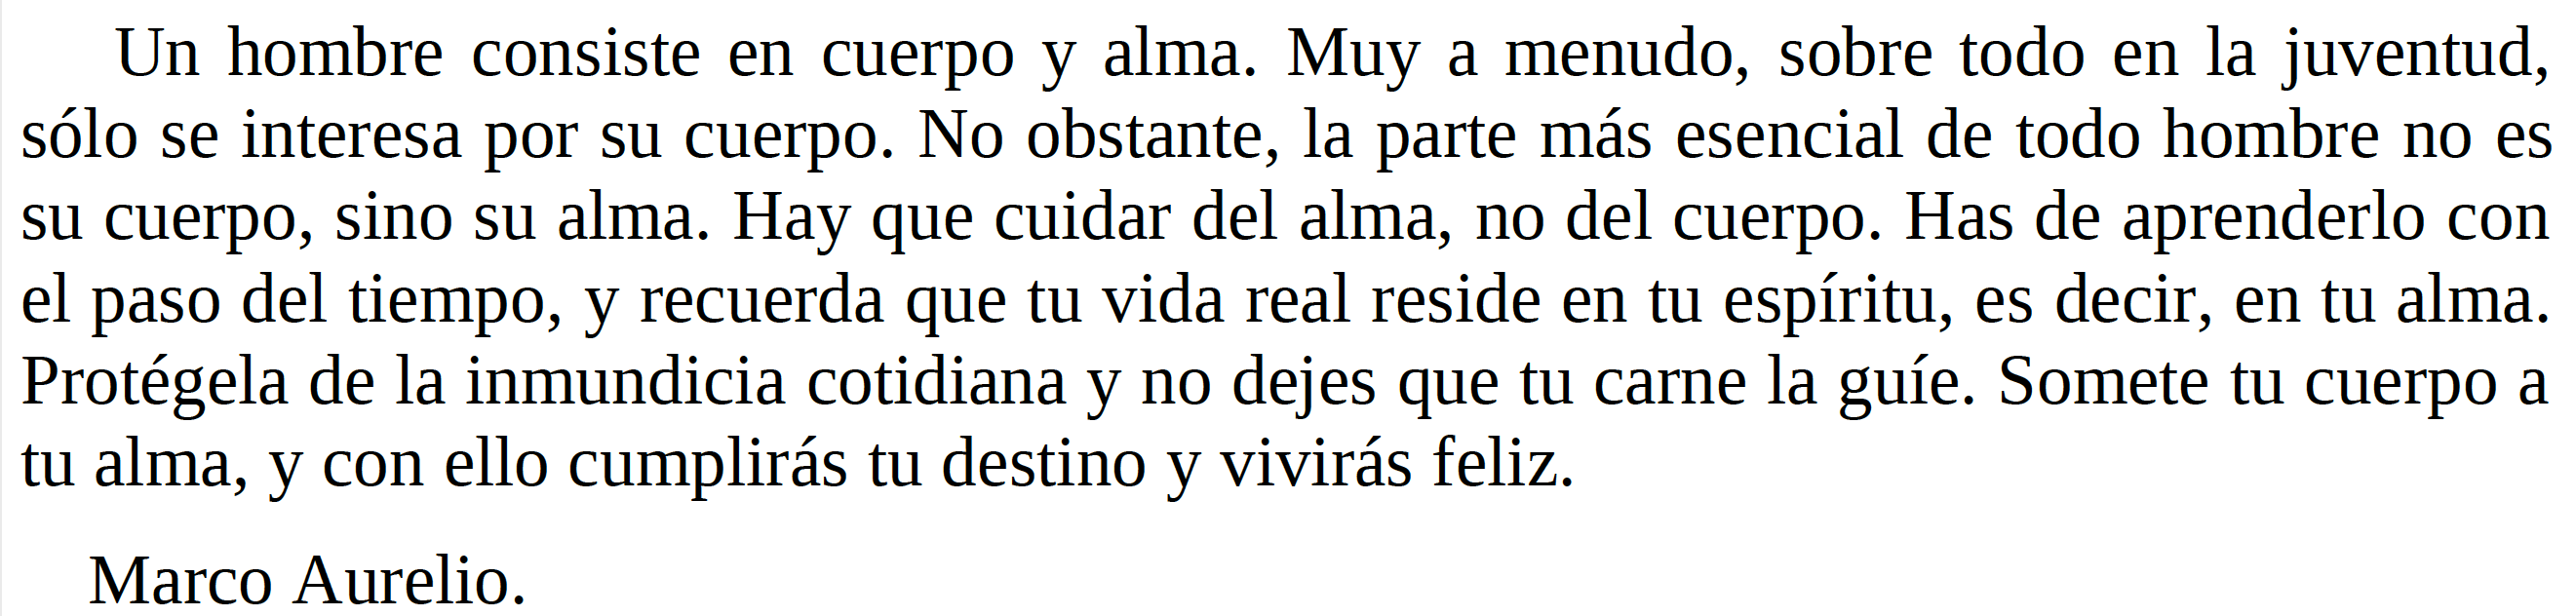 Un hombre consiste en cuerpo y alma. Muy a menudo, sobre todo en la juventud,
sólo se interesa por su cuerpo. No obstante, la parte más esencial de todo hombre no es
su cuerpo, sino su alma. Hay que cuidar del alma, no del cuerpo. Has de aprenderlo con
el paso del tiempo, y recuerda que tu vida real reside en tu espíritu, es decir, en tu alma.
Protégela de la inmundicia cotidiana y no dejes que tu carne la guíe. Somete tu cuerpo a
tu alma, y con ello cumplirás tu destino y vivirás feliz.
Marco Aurelio.